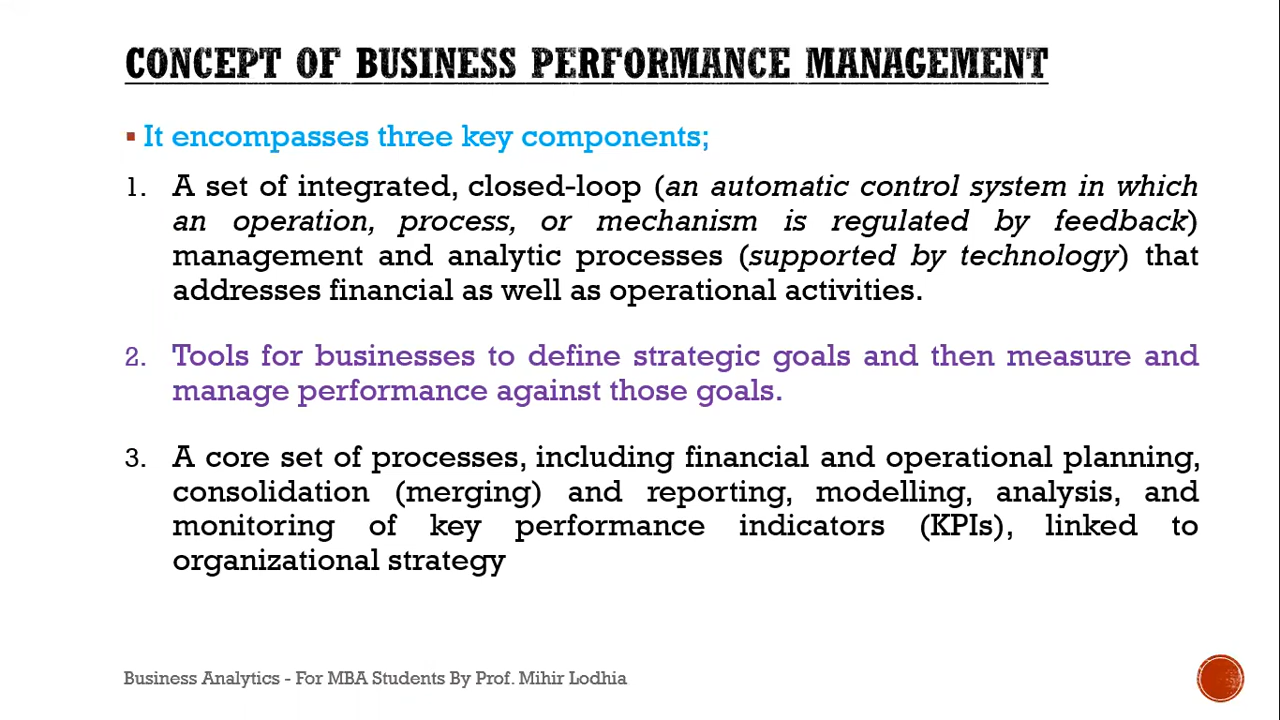 CONCEPT OF BUSINESS PERFORMANCE MANAGEMENT
▪ It encompasses three key components;
1. A set of integrated, closed-loop (an automatic control system in which
an operation, process, or mechanism is regulated by feedback)
management and analytic processes (supported by technology) that
addresses financial as well as operational activities.
2. Tools for businesses to define strategic goals and then measure and
manage performance against those goals.
3. A core set of processes, including financial and operational planning,
consolidation (merging) and reporting, modelling, analysis, and
monitoring of key performance indicators (KPIs), linked to
organizational strategy
Business Analytics - For MBA Students By Prof. Mihir Lodhia